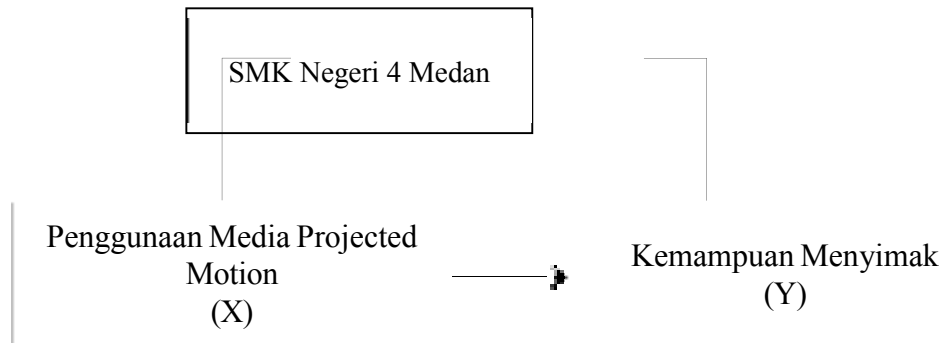 SMK Negeri 4 Medan
Penggunaan Media Projected
Motion
(X)
Kemampuan Menyimak
(Y)